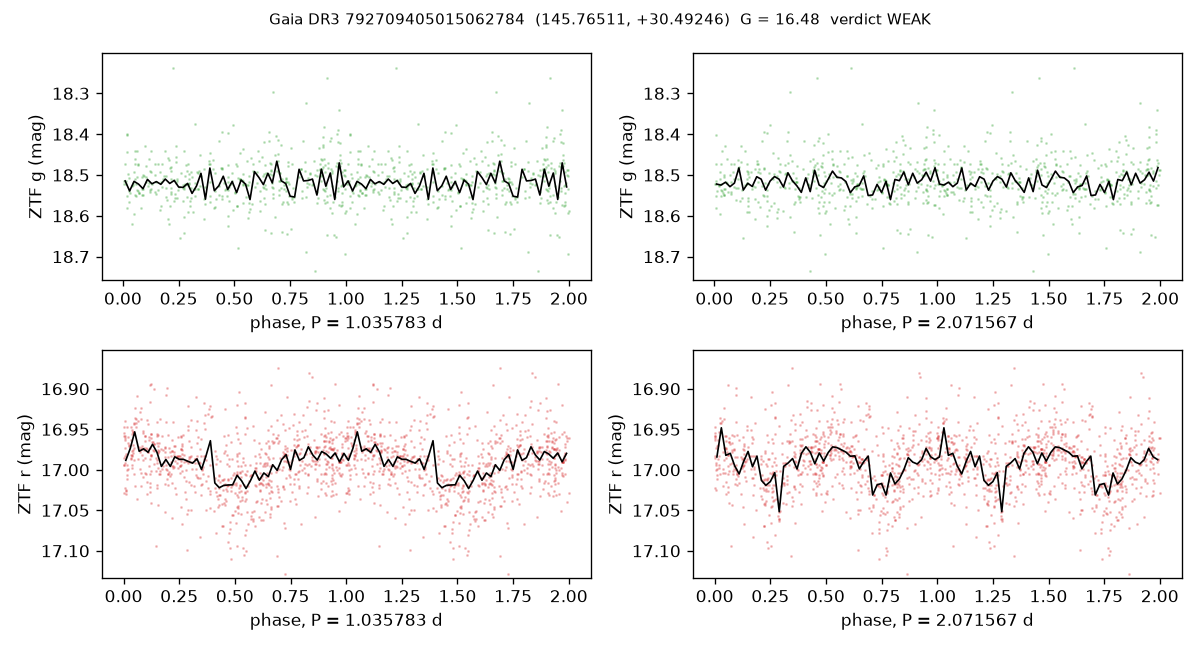 Gaia DR3 792709405015062784 (145.76511, +30.49246) G = 16.48 verdict WEAK
ZTF g (mag)
18.3
18.4
18.5
18.6
18.7
0.00 0.25 0.50 0.75 1.00 1.25 1.50 1.75 2.00
phase, P = 1.035783 d
ZTF g (mag)
18.3
18.4
18.5
18.6
18.7
0.00 0.25 0.50 0.75 1.00 1.25 1.50 1.75 2.00
phase, P = 2.071567 d
ZTF r (mag)
16.90
16.95
17.00
17.05
17.10
0.00 0.25 0.50 0.75 1.00 1.25 1.50 1.75 2.00
phase, P = 1.035783 d
ZTF r (mag)
16.90
16.95
17.00
17.05
17.10
0.00 0.25 0.50 0.75 1.00 1.25 1.50 1.75 2.00
phase, P = 2.071567 d